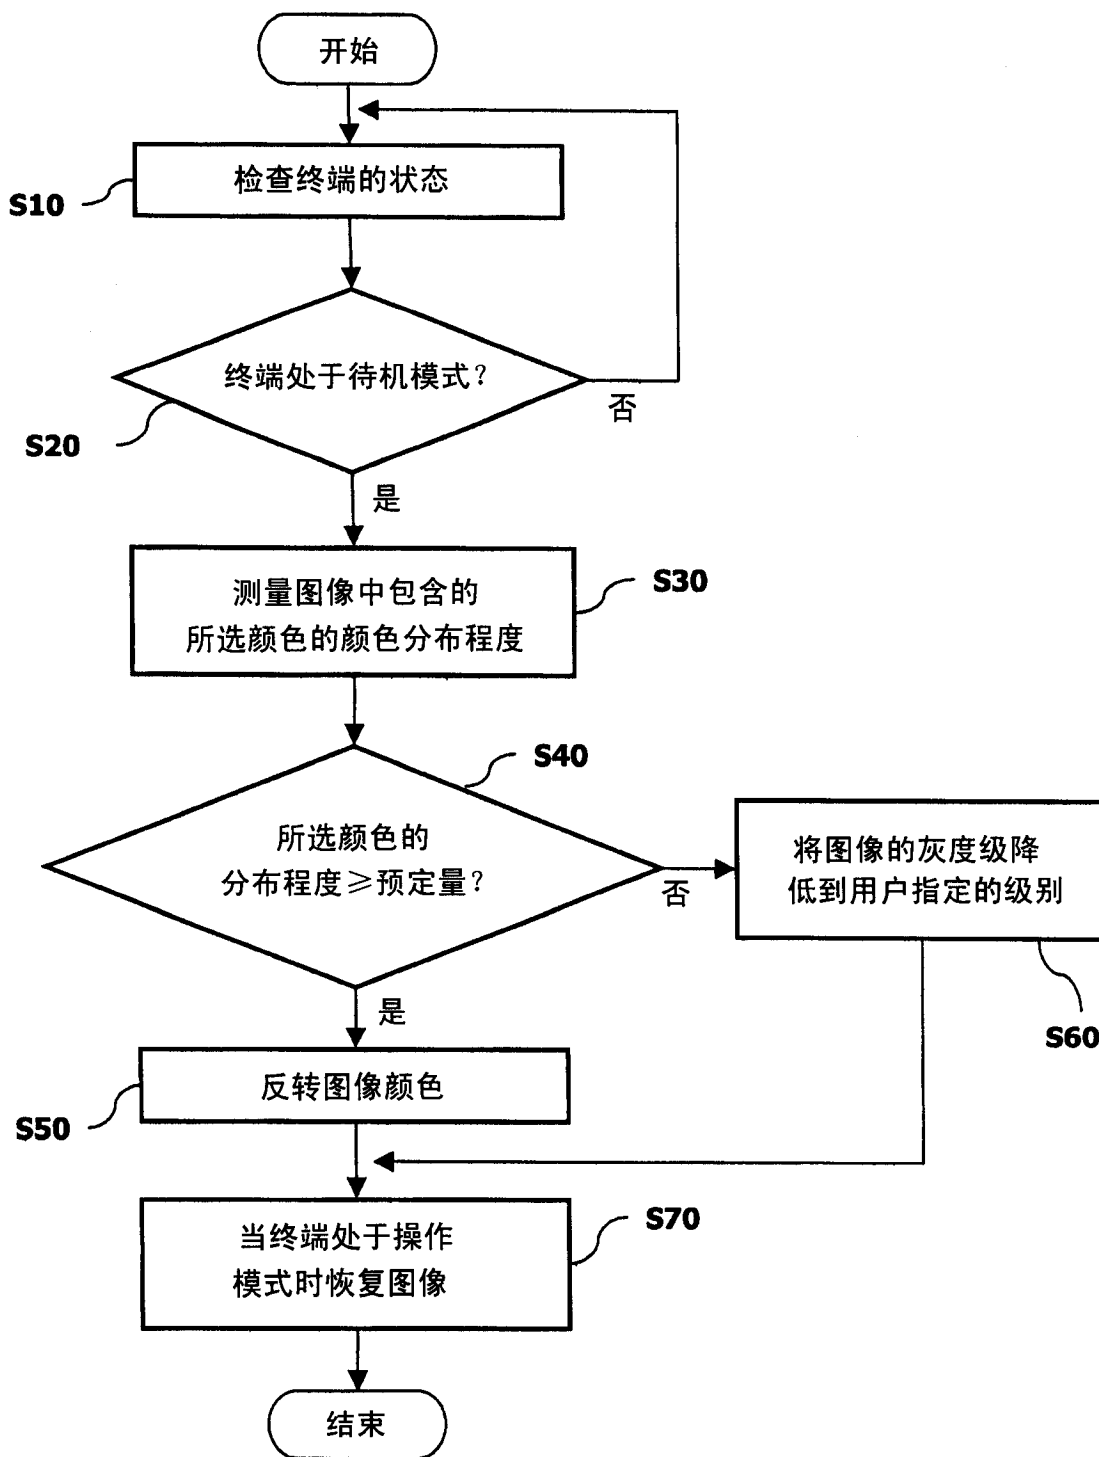 开始
检查终端的状态
S10
终端处于待机模式?
否
S20
是
测量图像中包含的
所选颜色的颜色分布程度
S30
S40
所选颜色的
分布程度≥预定量?
否
将图像的灰度级降
低到用户指定的级别
S60
是
反转图像颜色
S50
当终端处于操作
模式时恢复图像
S70
结束